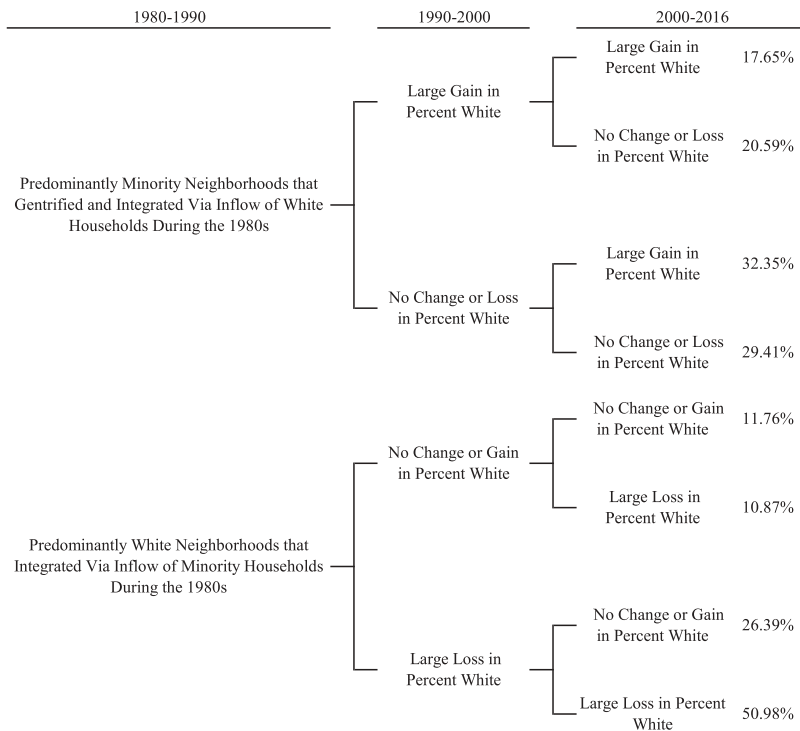 1980-1990
1990-2000
2000-2016
Predominantly Minority Neighborhoods that
Gentrified and Integrated Via Inflow of White
Households During the 1980s
Large Gain in
Percent White
Large Gain in
Percent White
17.65%
No Change or Loss
in Percent White
20.59%
No Change or Loss
in Percent White
Large Gain in
Percent White
32.35%
No Change or Loss
in Percent White
29.41%
Predominantly White Neighborhoods that
Integrated Via Inflow of Minority Households
During the 1980s
No Change or Gain
in Percent White
No Change or Gain
in Percent White
11.76%
Large Loss in
Percent White
10.87%
Large Loss in
Percent White
No Change or Gain
in Percent White
26.39%
Large Loss in Percent
White
50.98%